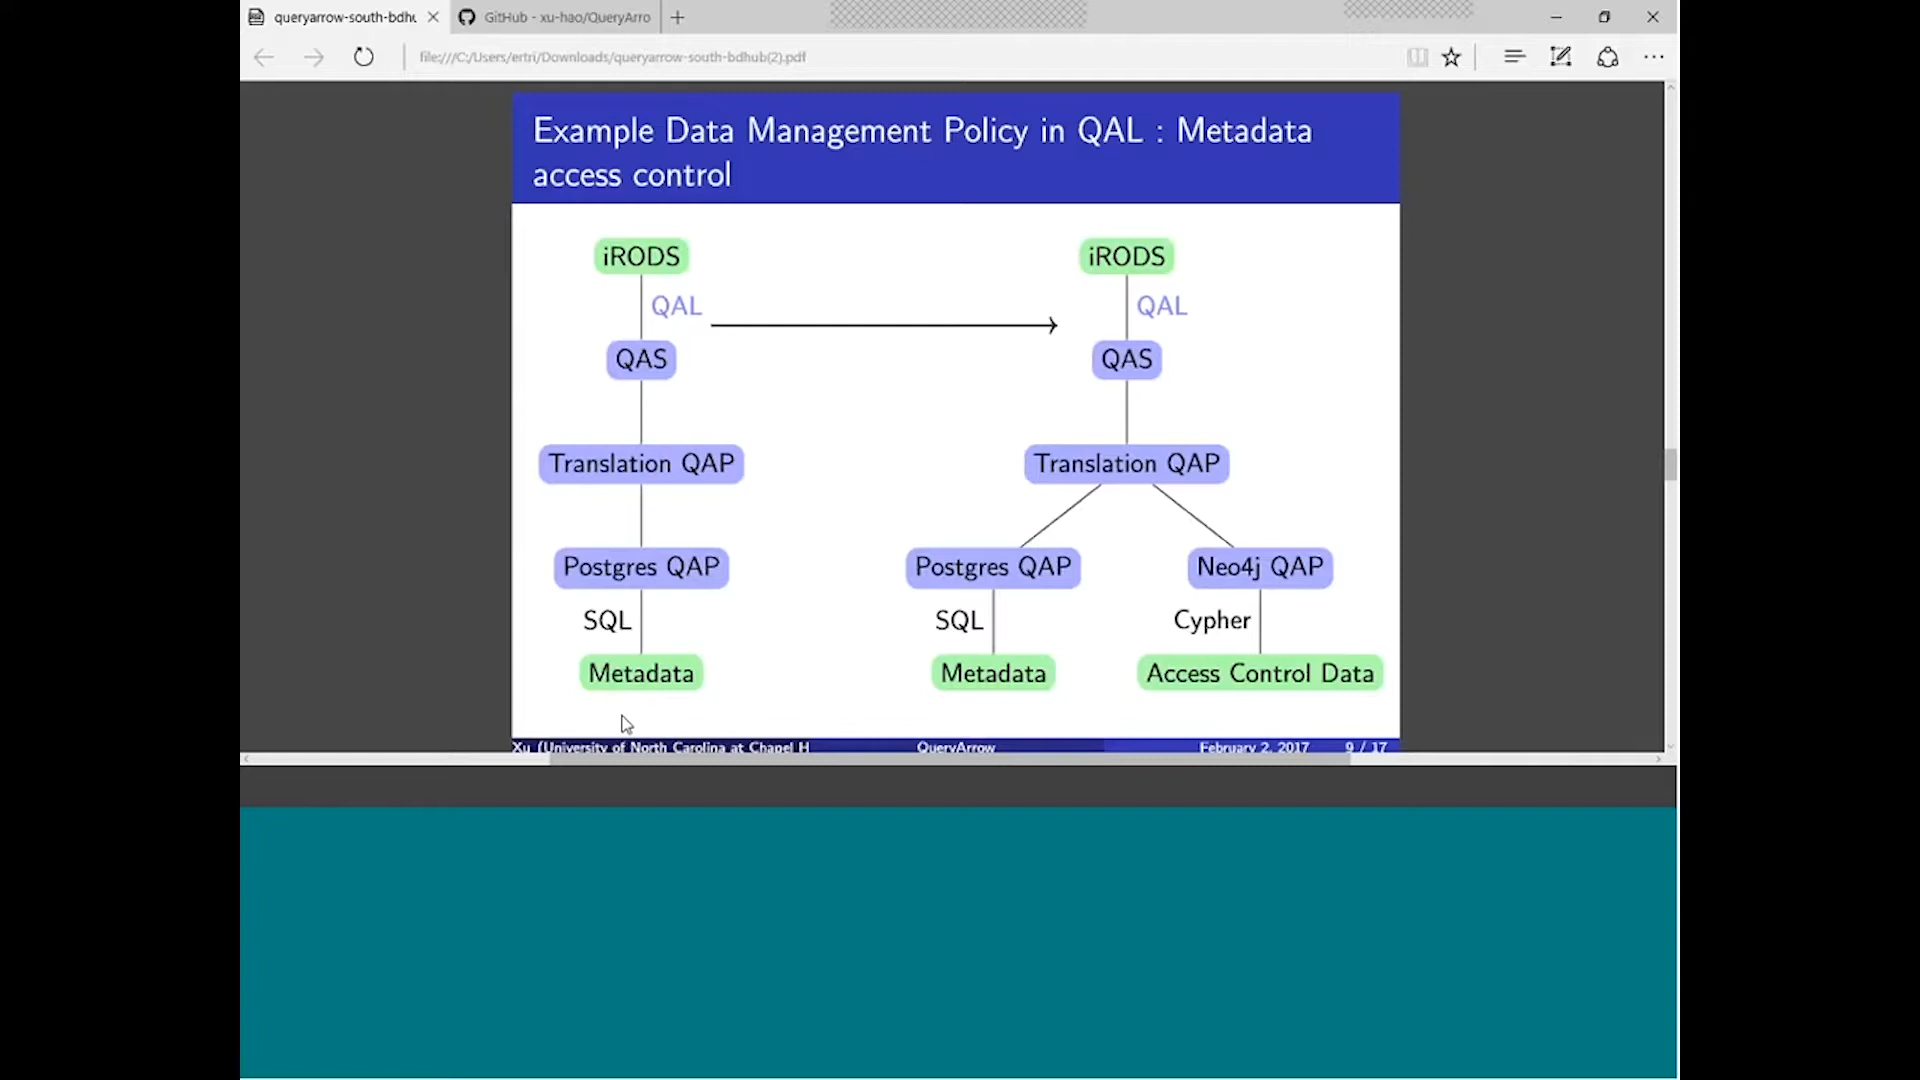 queryarrow-south-bdhu
GitHub - xu-hao/QueryArro
file:///C:/Users/ertri/Downloads/queryarrow-south-bdhub(2).pdf
Example Data Management Policy in QAL : Metadata
access control
iRODS iRODS
QAL QAL
QAS QAS
Translation QAP Translation QAP
Postgres QAP Postgres QAP Neo4j QAP
SQL SQL Cypher
Metadata Metadata Access Control Data
Xu (University of North Carolina at Chapel H QueryArrow February 2, 2017 9 / 17